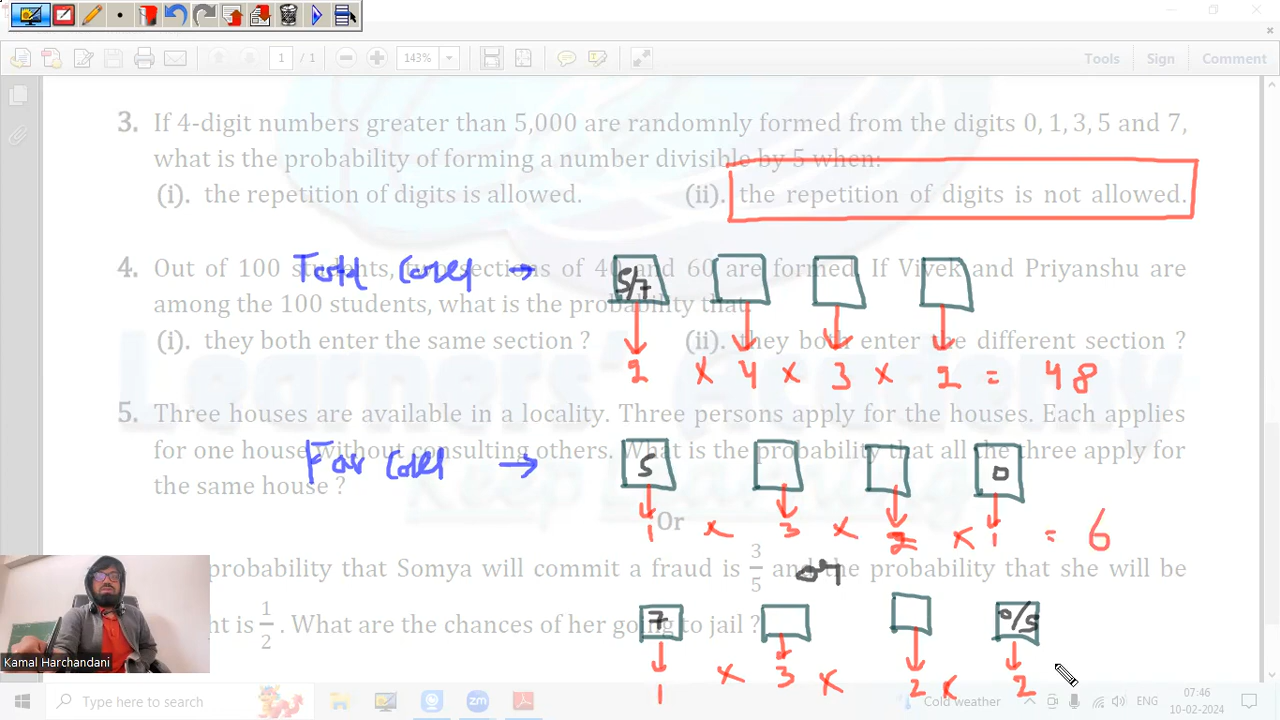 1 / 1
143%
Tools Sign Comment
3. If 4-digit numbers greater than 5,000 are randomnly formed from the digits 0, 1, 3, 5 and 7,
what is the probability of forming a number divisible by 5 when:
(i). the repetition of digits is allowed. (ii). the repetition of digits is not allowed.
4. Out of 100 students, two sections of 40 and 60 are formed. If Vivek and Priyanshu are
Total cases → 5/7
among the 100 students, what is the probability that:
(i). they both enter the same section ? (ii). they both enter the different section ?
2 × 4 × 3 × 2 = 48
Learners' Academy
5. Three houses are available in a locality. Three persons apply for the houses. Each applies
for one house without consulting others. What is the probability that all the three apply for
Fav cases → 5 0
the same house ?
Or
1 × 3 × 2 × 1 = 6
probability that Somya will commit a fraud is 3/5 and the probability that she will be
or
7 0/5
ht is 1/2. What are the chances of her going to jail ?
1 × 3 × 2 × 2
Kamal Harchandani
Cold weather
ENG
07:46
10-02-2024
zm